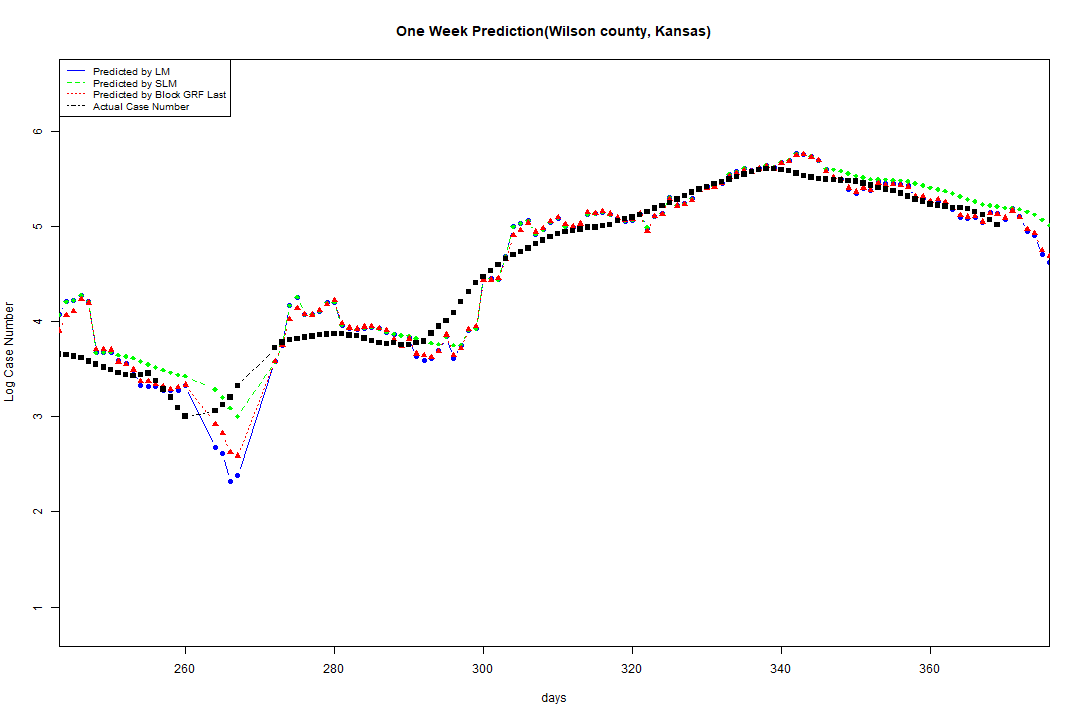 One Week Prediction(Wilson county, Kansas)
Predicted by LM
Predicted by SLM
Predicted by Block GRF Last
Actual Case Number
6
5
4
3
2
1
Log Case Number
260 280 300 320 340 360
days